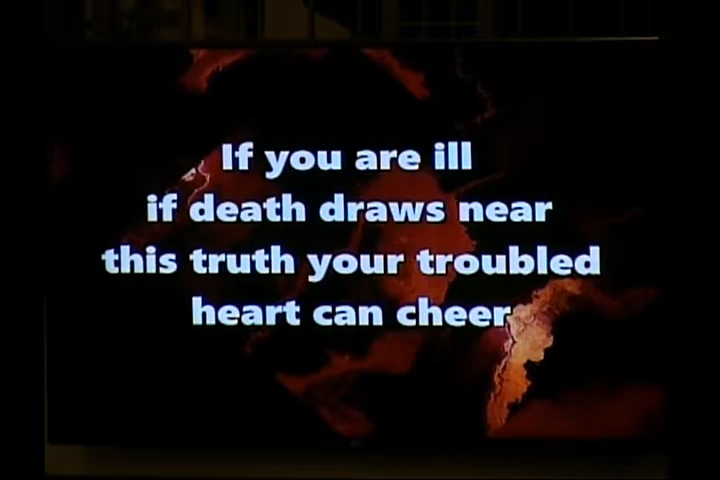 If you are ill
if death draws near
this truth your troubled
heart can cheer